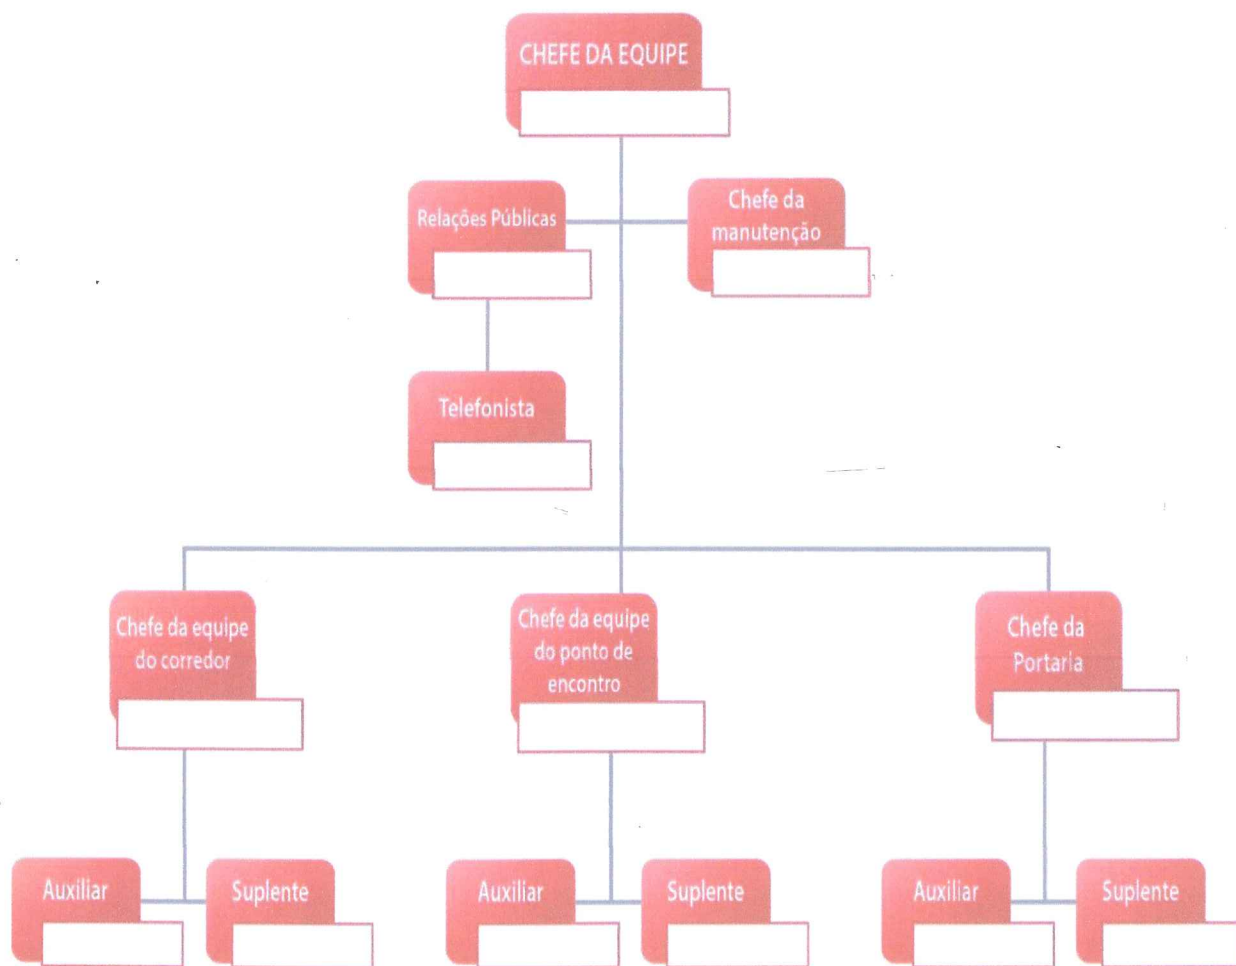 CHEFE DA EQUIPE
Relações Públicas
Chefe da
manutenção
Telefonista
Chefe da equipe
do corredor
Chefe da equipe
do ponto de
encontro
Chefe da
Portaria
Auxiliar
Suplente
Auxiliar
Suplente
Auxiliar
Suplente